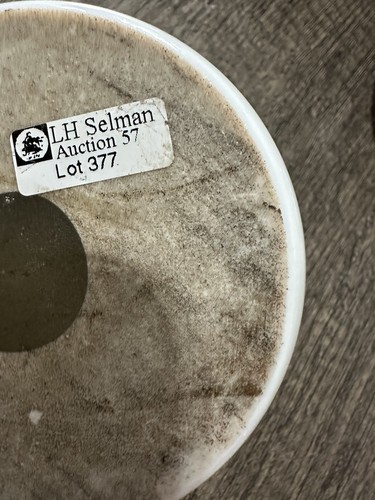 LH Selman
Auction 57
Lot 377